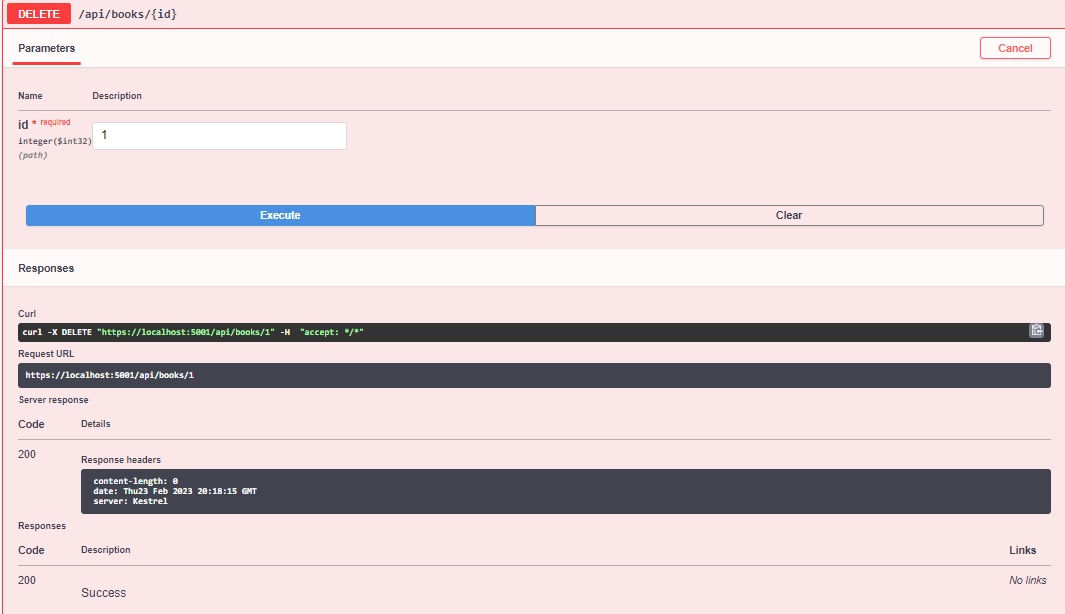 DELETE /api/books/{id}
Parameters
Cancel
Name Description
id * required
integer($int32)
(path)
1
Execute Clear
Responses
Curl
curl -X DELETE "https://localhost:5001/api/books/1" -H  "accept: */*"
Request URL
https://localhost:5001/api/books/1
Server response
Code Details
200
Response headers
content-length: 0
date: Thu23 Feb 2023 20:18:15 GMT
server: Kestrel
Responses
Code Description Links
200 Success No links